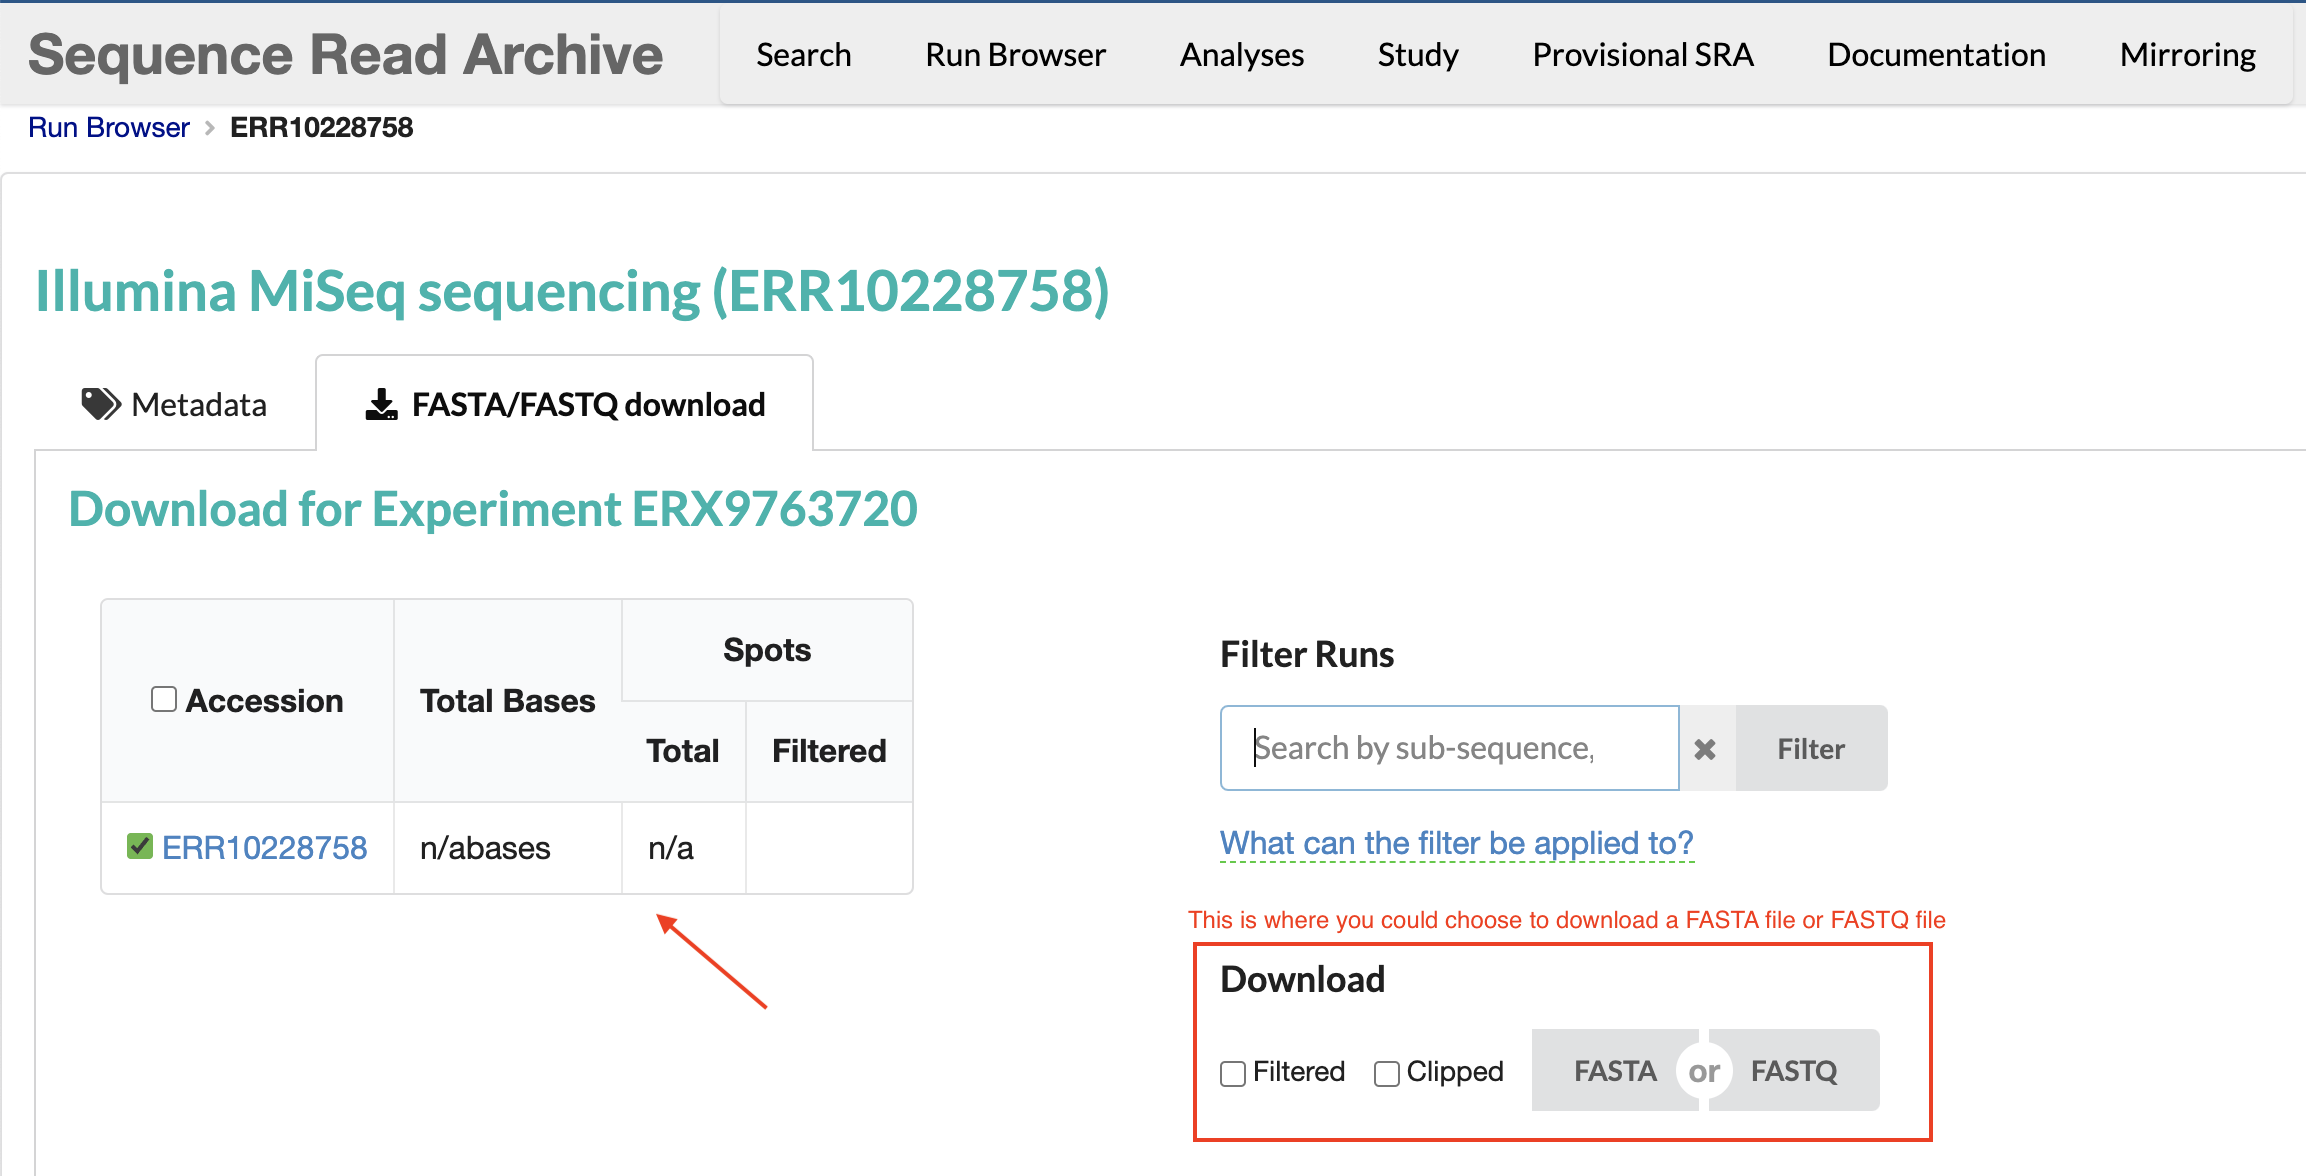 Sequence Read Archive
Search Run Browser Analyses Study Provisional SRA Documentation Mirroring
Run Browser > ERR10228758
Illumina MiSeq sequencing (ERR10228758)
Metadata FASTA/FASTQ download
Download for Experiment ERX9763720
Accession Total Bases Spots
Total Filtered
ERR10228758 n/abases n/a
Filter Runs
Search by sub-sequence, Filter
What can the filter be applied to?
This is where you could choose to download a FASTA file or FASTQ file
Download
Filtered Clipped FASTA or FASTQ